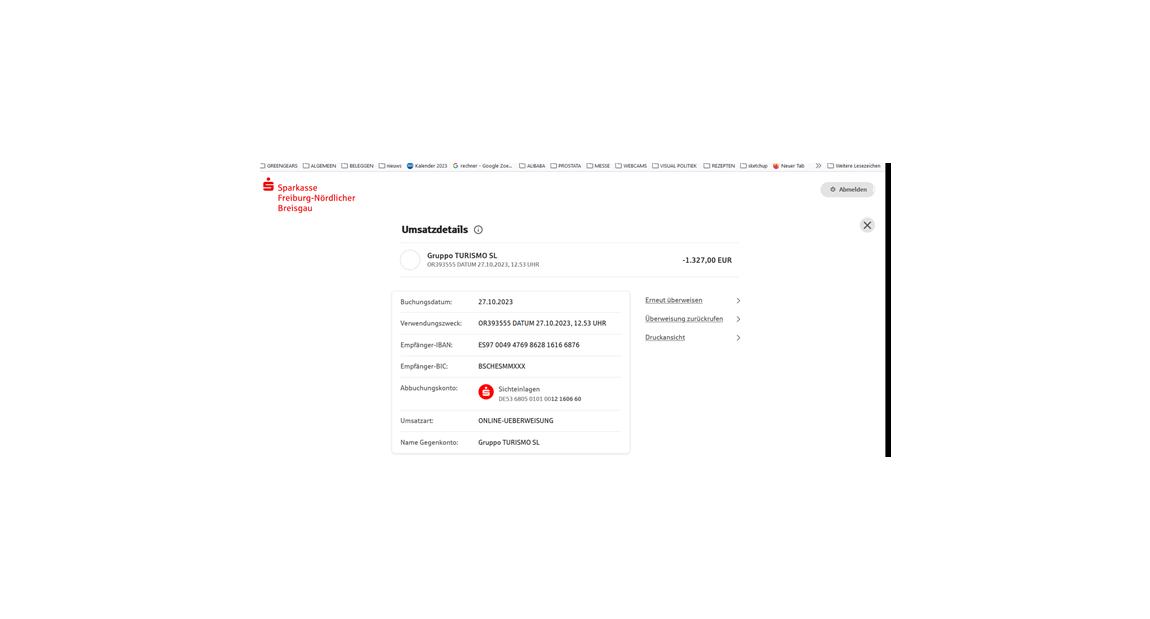 GREENGEARS ALGEMEEN BELEGGEN nieuws Kalender 2023 rechner - Google Zoe... ALIBABA PROSTATA MESSE WEBCAMS VISUAL POLITIEK REZEPTEN sketchup Neuer Tab Weitere Lesezeichen
Sparkasse
Freiburg-Nördlicher
Breisgau
Abmelden
Umsatzdetails
Gruppo TURISMO SL
OR393555 DATUM 27.10.2023, 12.53 UHR
-1.327,00 EUR
Buchungsdatum: 27.10.2023
Verwendungszweck: OR393555 DATUM 27.10.2023, 12.53 UHR
Empfänger-IBAN: ES97 0049 4769 8628 1616 6876
Empfänger-BIC: BSCHESMMXXX
Abbuchungskonto: Sichteinlagen
DE53 6805 0101 0012 1606 60
Umsatzart: ONLINE-UEBERWEISUNG
Name Gegenkonto: Gruppo TURISMO SL
Erneut überweisen
Überweisung zurückrufen
Druckansicht